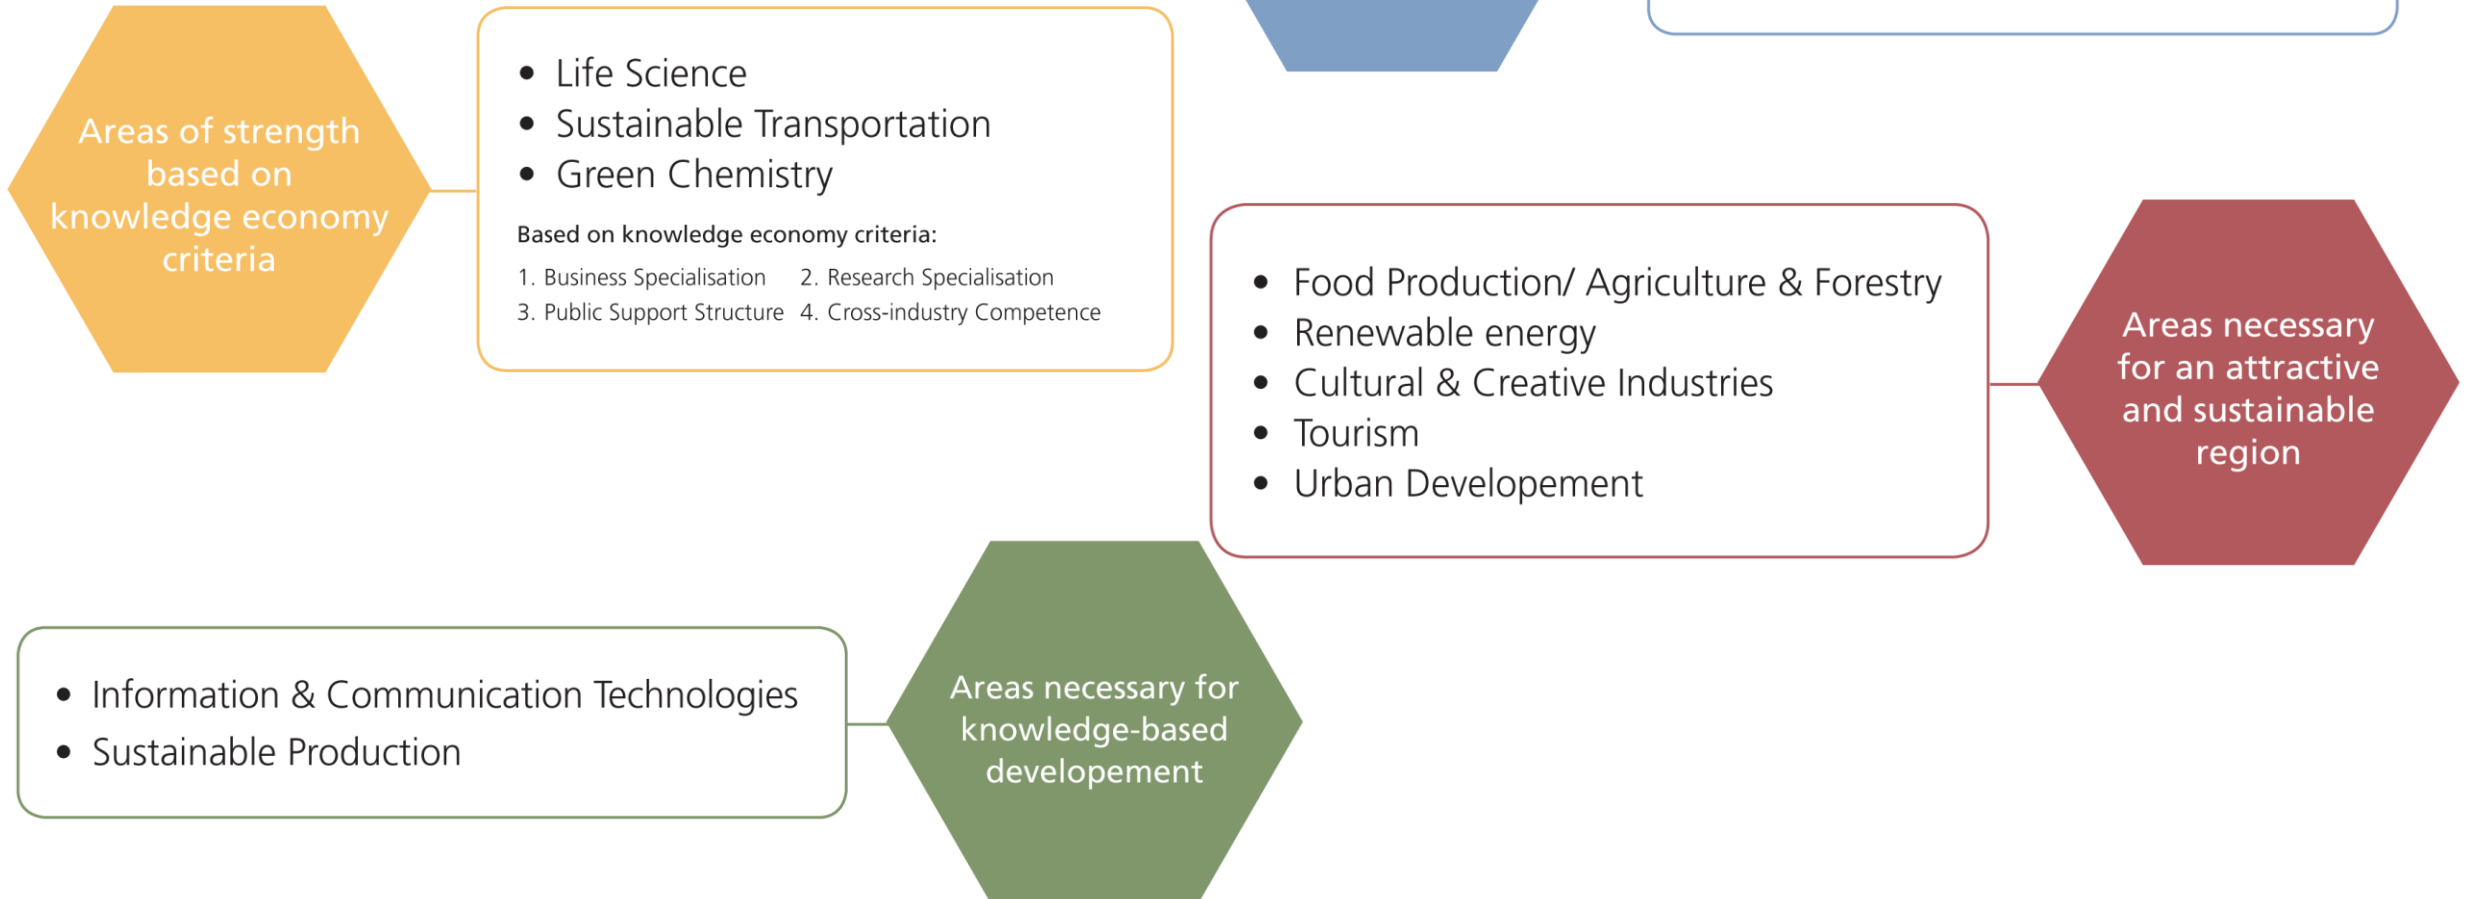 Areas of strength
based on
knowledge economy
criteria
• Life Science
• Sustainable Transportation
• Green Chemistry
Based on knowledge economy criteria:
1. Business Specialisation 2. Research Specialisation
3. Public Support Structure 4. Cross-industry Competence
• Food Production/ Agriculture & Forestry
• Renewable energy
• Cultural & Creative Industries
• Tourism
• Urban Developement
Areas necessary
for an attractive
and sustainable
region
• Information & Communication Technologies
• Sustainable Production
Areas necessary for
knowledge-based
developement